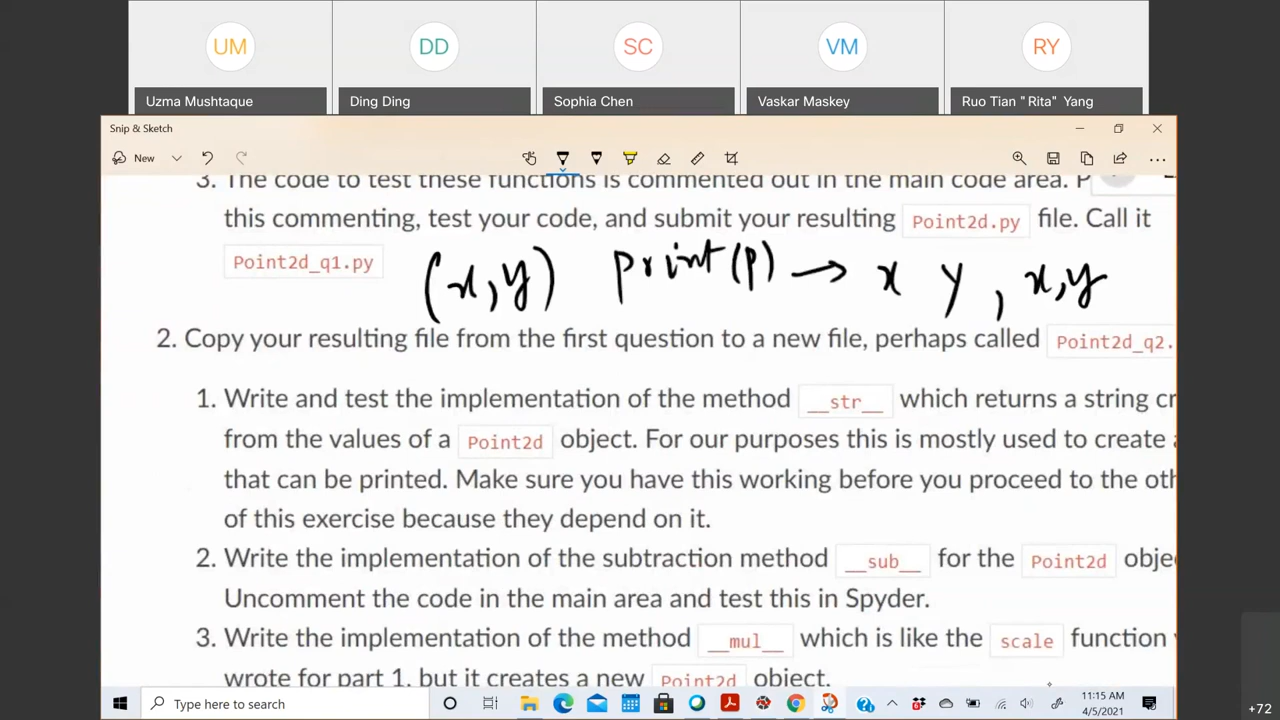 UM DD SC VM RY
Uzma Mushtaque Ding Ding Sophia Chen Vaskar Maskey Ruo Tian "Rita" Yang
Snip & Sketch
New
3. The code to test these functions is commented out in the main code area.
this commenting, test your code, and submit your resulting Point2d.py file. Call it
Point2d_q1.py (x,y) print(p) → x y , x,y
2. Copy your resulting file from the first question to a new file, perhaps called Point2d_q2.
1. Write and test the implementation of the method __str__ which returns a string cr
from the values of a Point2d object. For our purposes this is mostly used to create a
that can be printed. Make sure you have this working before you proceed to the oth
of this exercise because they depend on it.
2. Write the implementation of the subtraction method __sub__ for the Point2d obje
Uncomment the code in the main area and test this in Spyder.
3. Write the implementation of the method __mul__ which is like the scale function
wrote for part 1, but it creates a new Point2d object.
Type here to search
11:15 AM
4/5/2021
+72